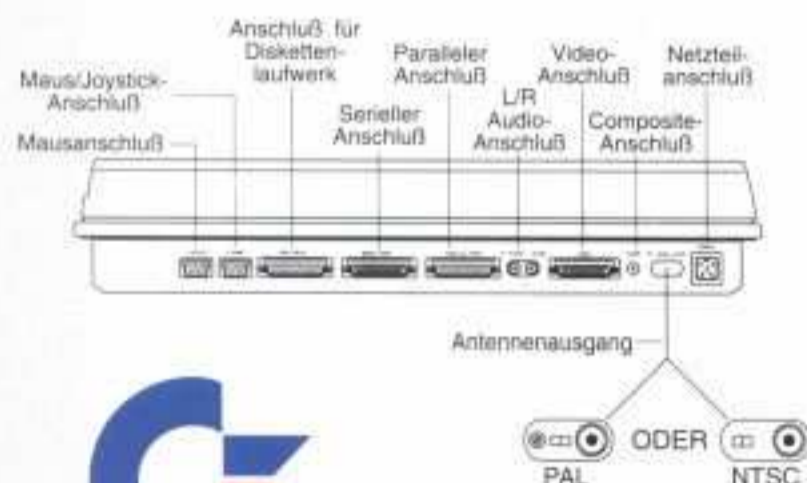 Maus/Joystick-
Anschluß
Mausanschluß
Anschluß für
Disketten-
laufwerk
Serieller
Anschluß
Paralleler
Anschluß
L/R
Audio-
Anschluß
Video-
Anschluß
Composite-
Anschluß
Netzteil-
anschluß
Antennenausgang
PAL
ODER
NTSC